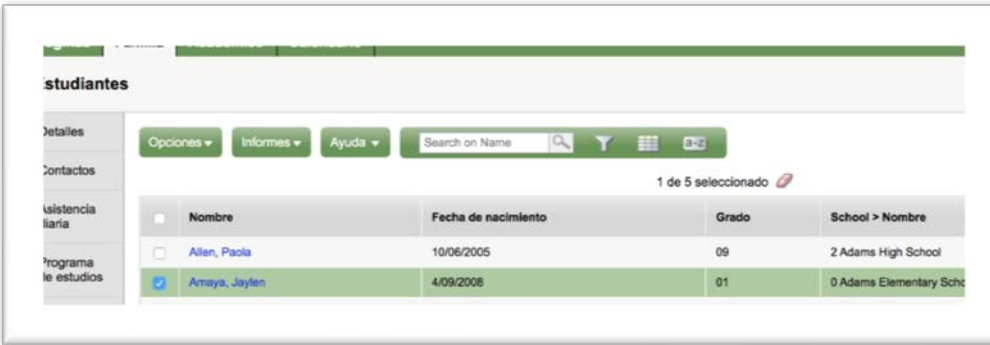 Estudiantes
Detalles
Opciones Informes Ayuda Search on Name a-z
Contactos
1 de 5 seleccionado
Asistencia
diaria
Nombre Fecha de nacimiento Grado School > Nombre
Allen, Paola 10/06/2005 09 2 Adams High School
Programa
de estudios
Amaya, Jaylen 4/09/2008 01 0 Adams Elementary Scho